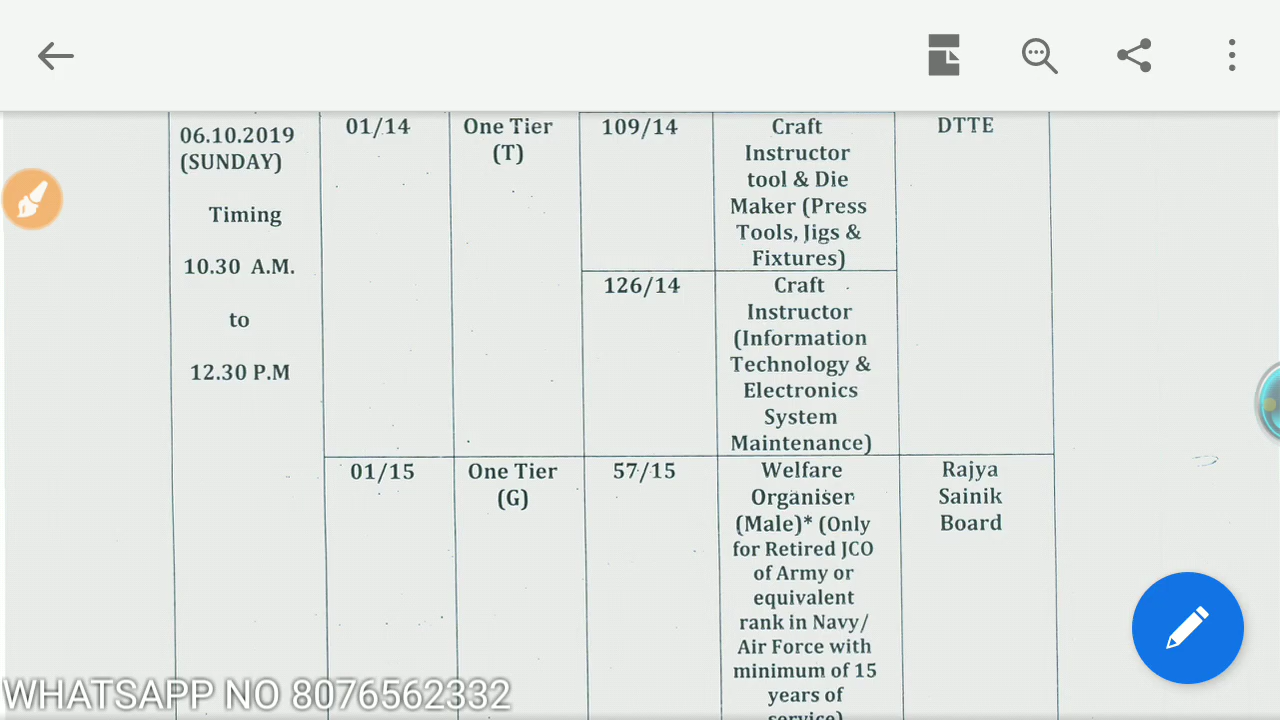 06.10.2019
(SUNDAY)
Timing
10.30 A.M.
to
12.30 P.M
01/14
One Tier
(T)
109/14
Craft
Instructor
tool & Die
Maker (Press
Tools, Jigs &
Fixtures)
DTTE
126/14
Craft
Instructor
(Information
Technology &
Electronics
System
Maintenance)
01/15
One Tier
(G)
57/15
Welfare
Organiser
(Male)* (Only
for Retired JCO
of Army or
equivalent
rank in Navy/
Air Force with
minimum of 15
years of
service)
Rajya
Sainik
Board
WHATSAPP NO 8076562332